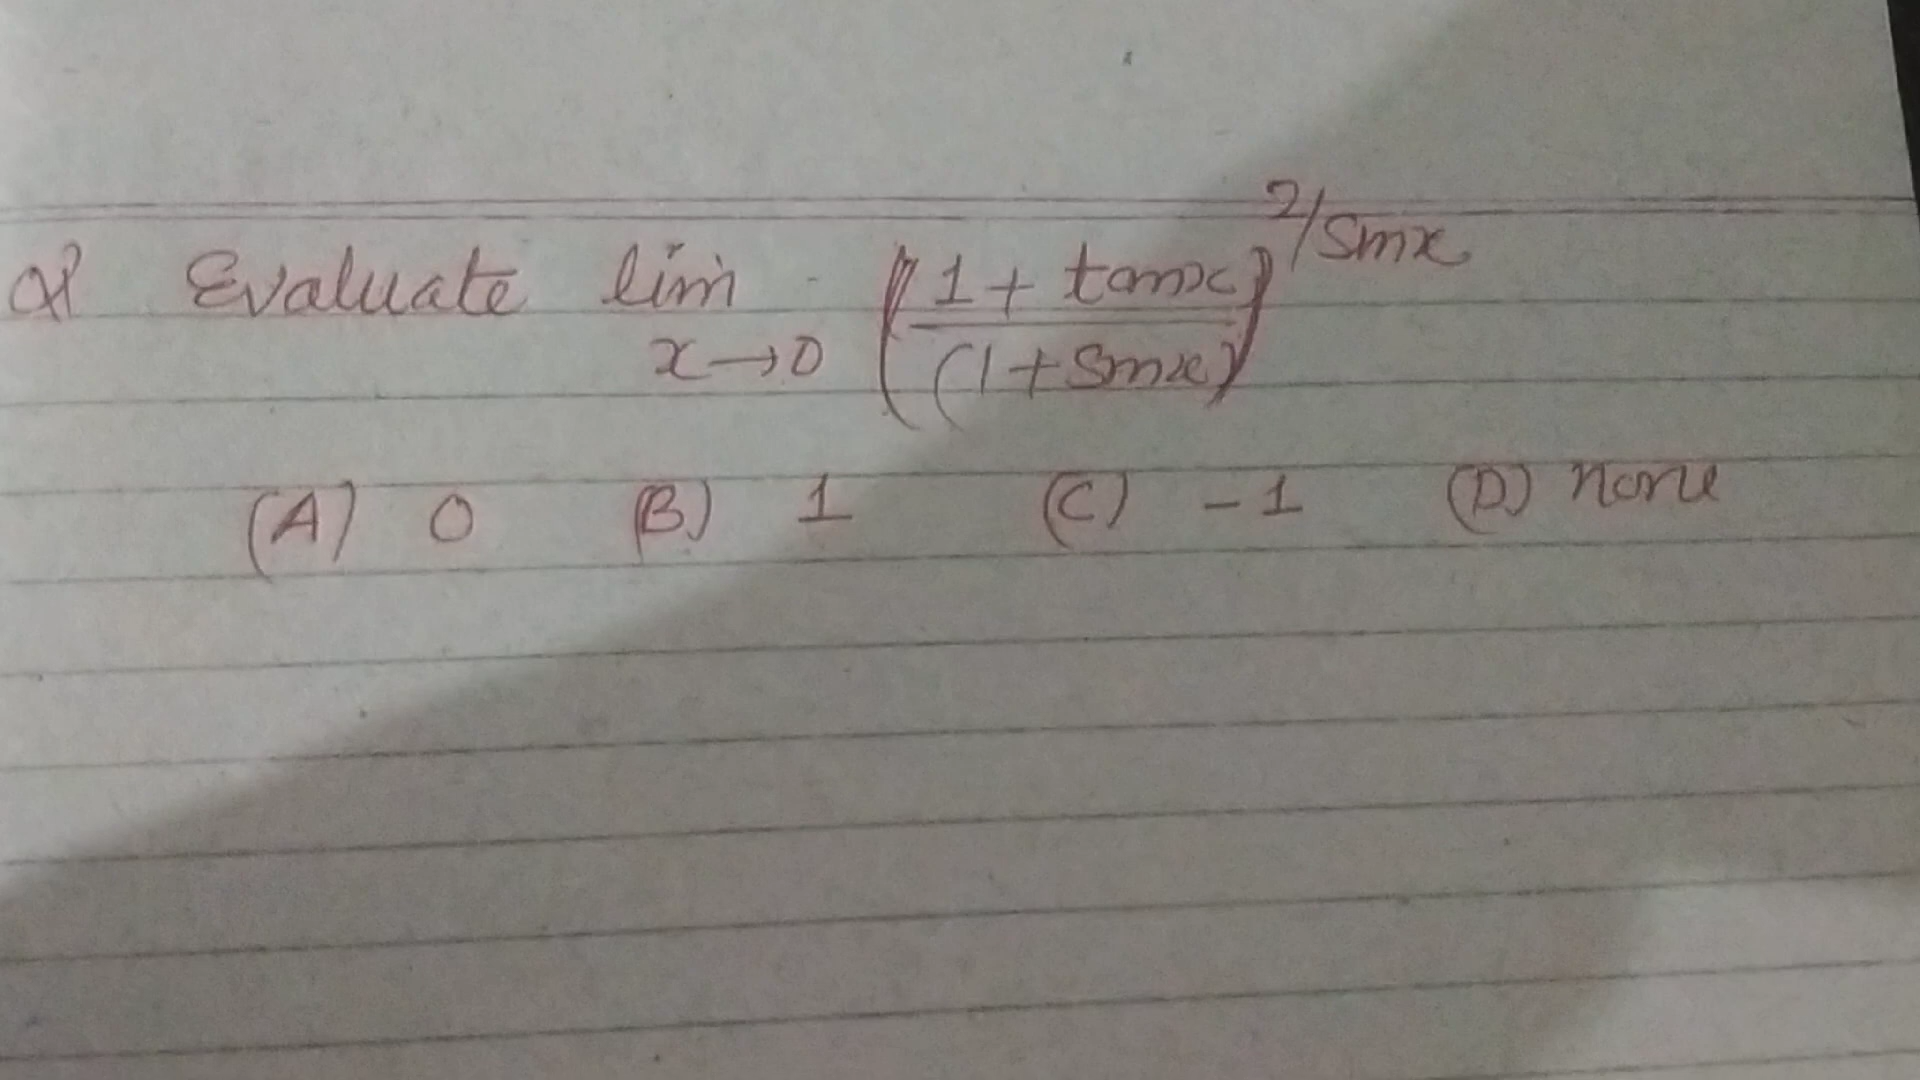 Q Evaluate lim x→0 ((1 + tanx)/(1 + sinx))^2/sinx
(A) 0 (B) 1 (C) -1 (D) none